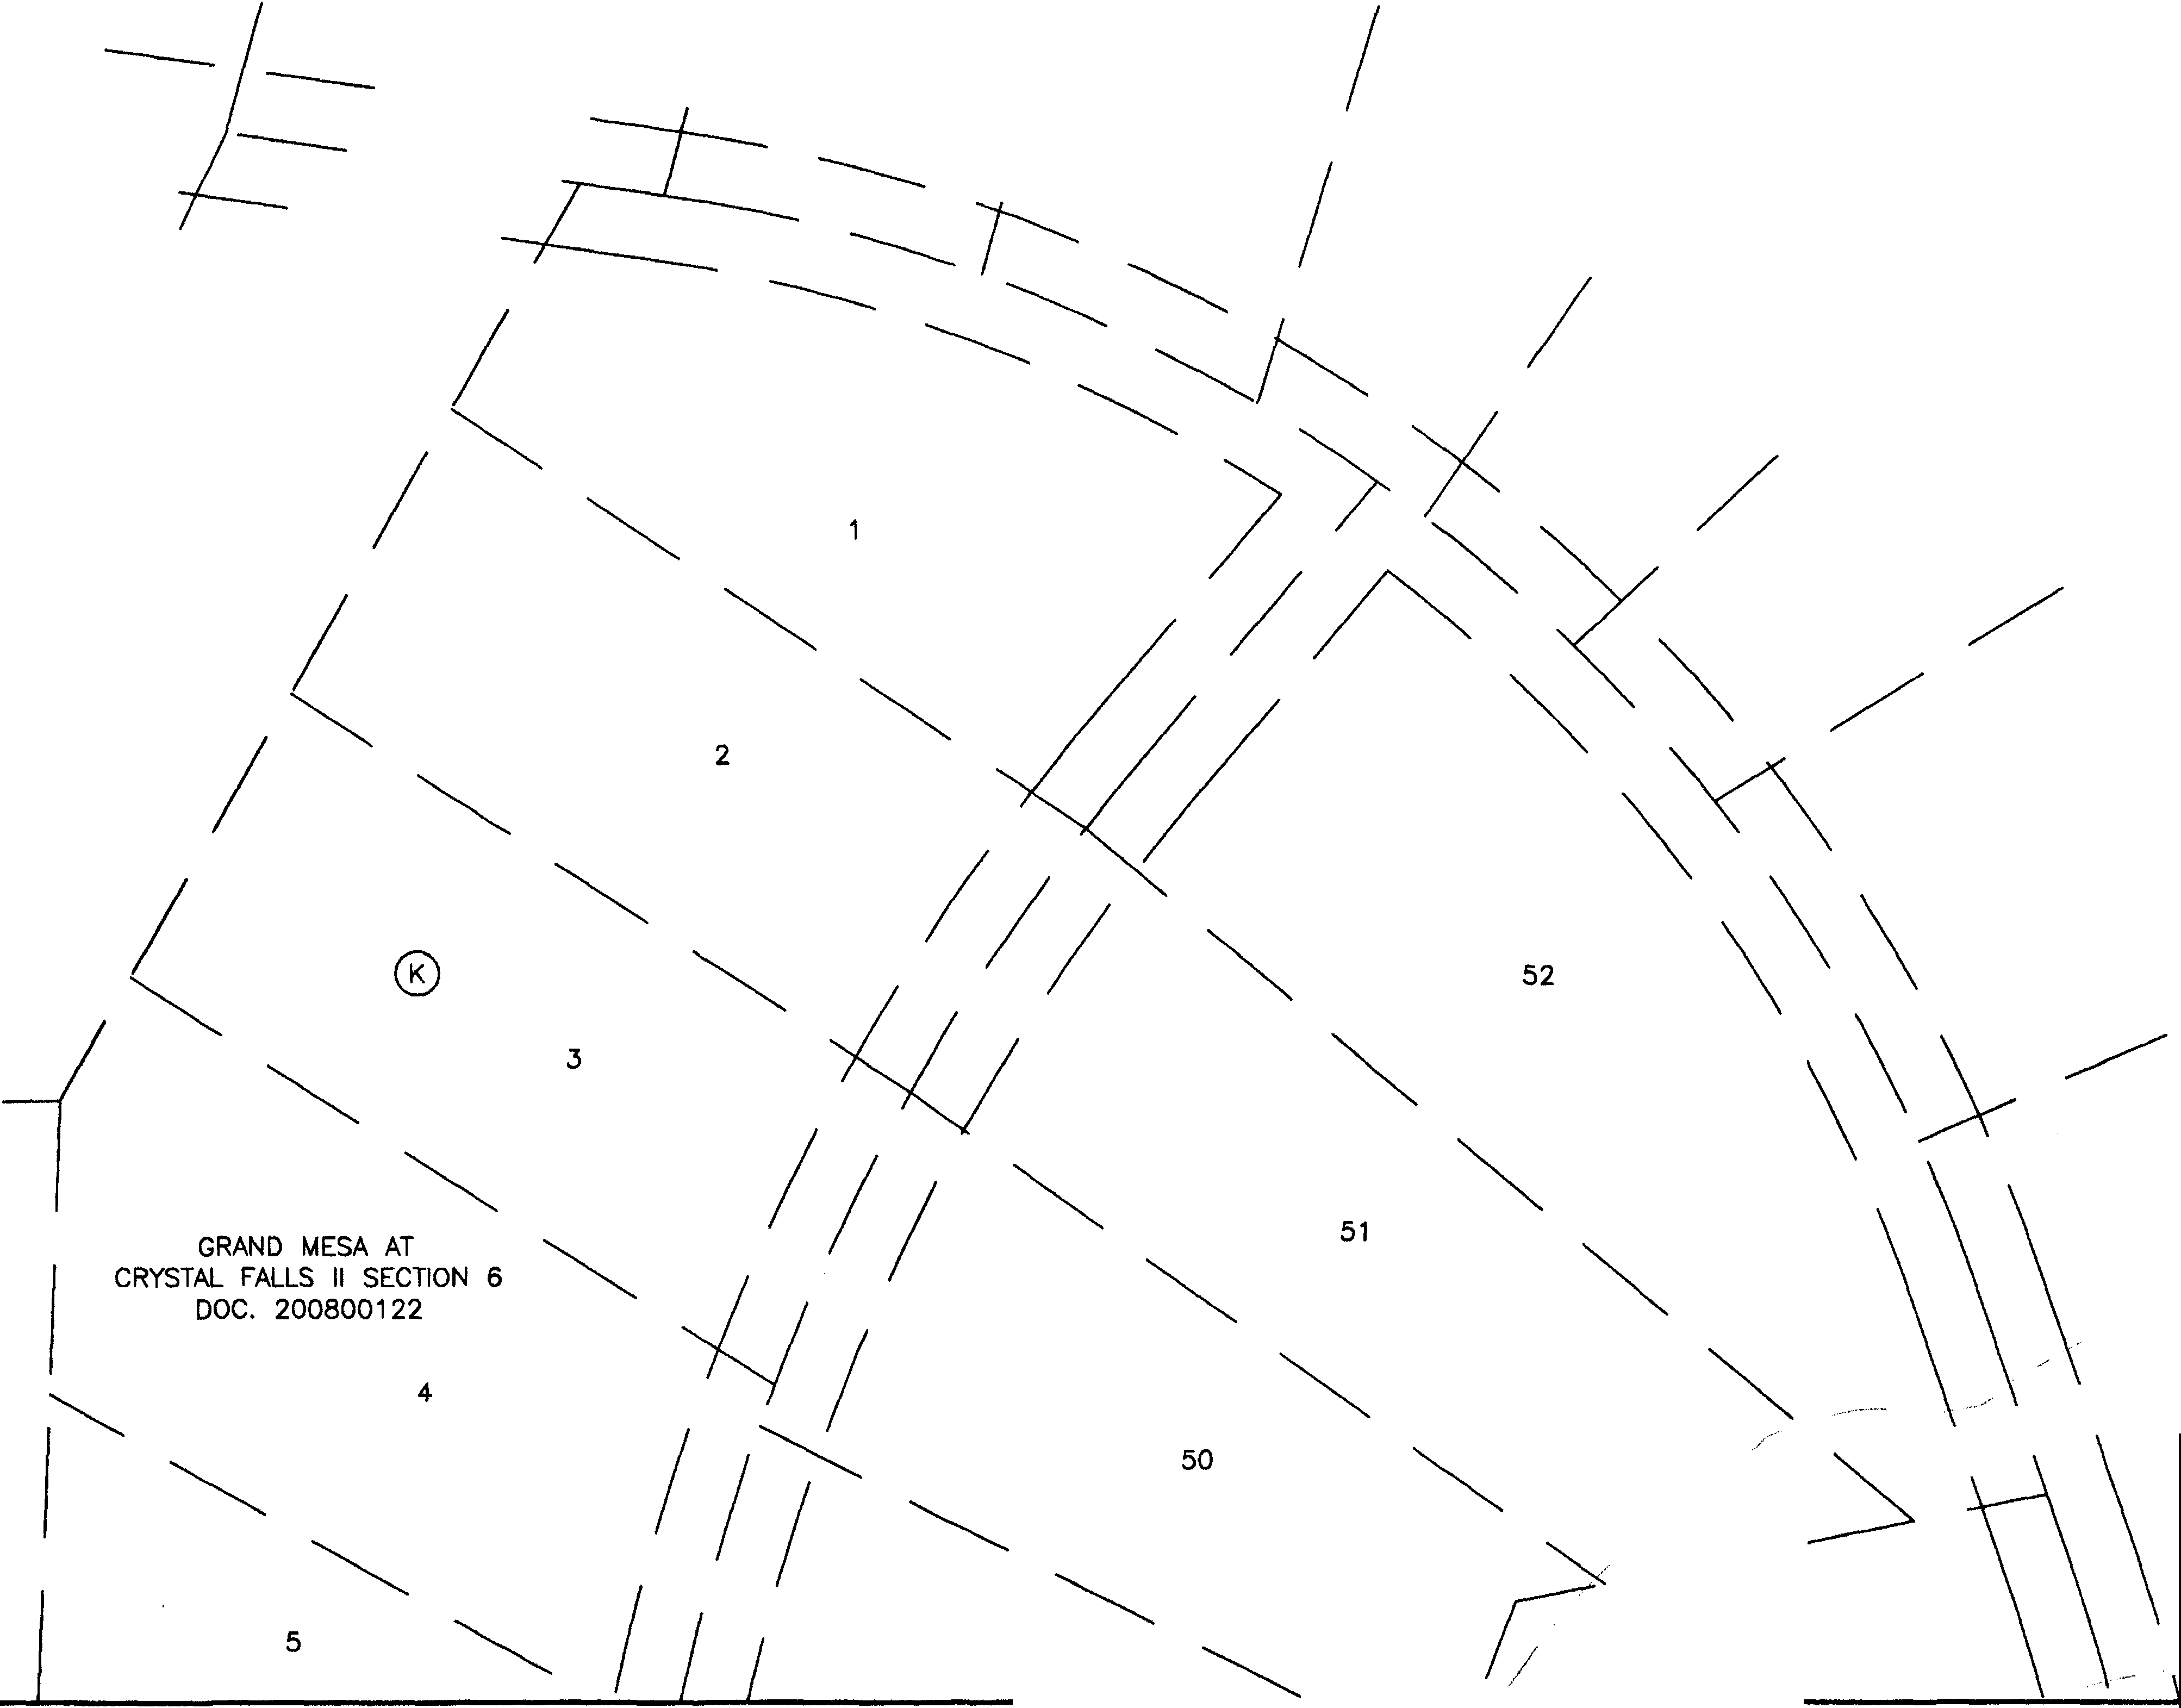 1
2
52
K
3
51
GRAND MESA AT
CRYSTAL FALLS II SECTION 6
DOC. 200800122
4
50
5